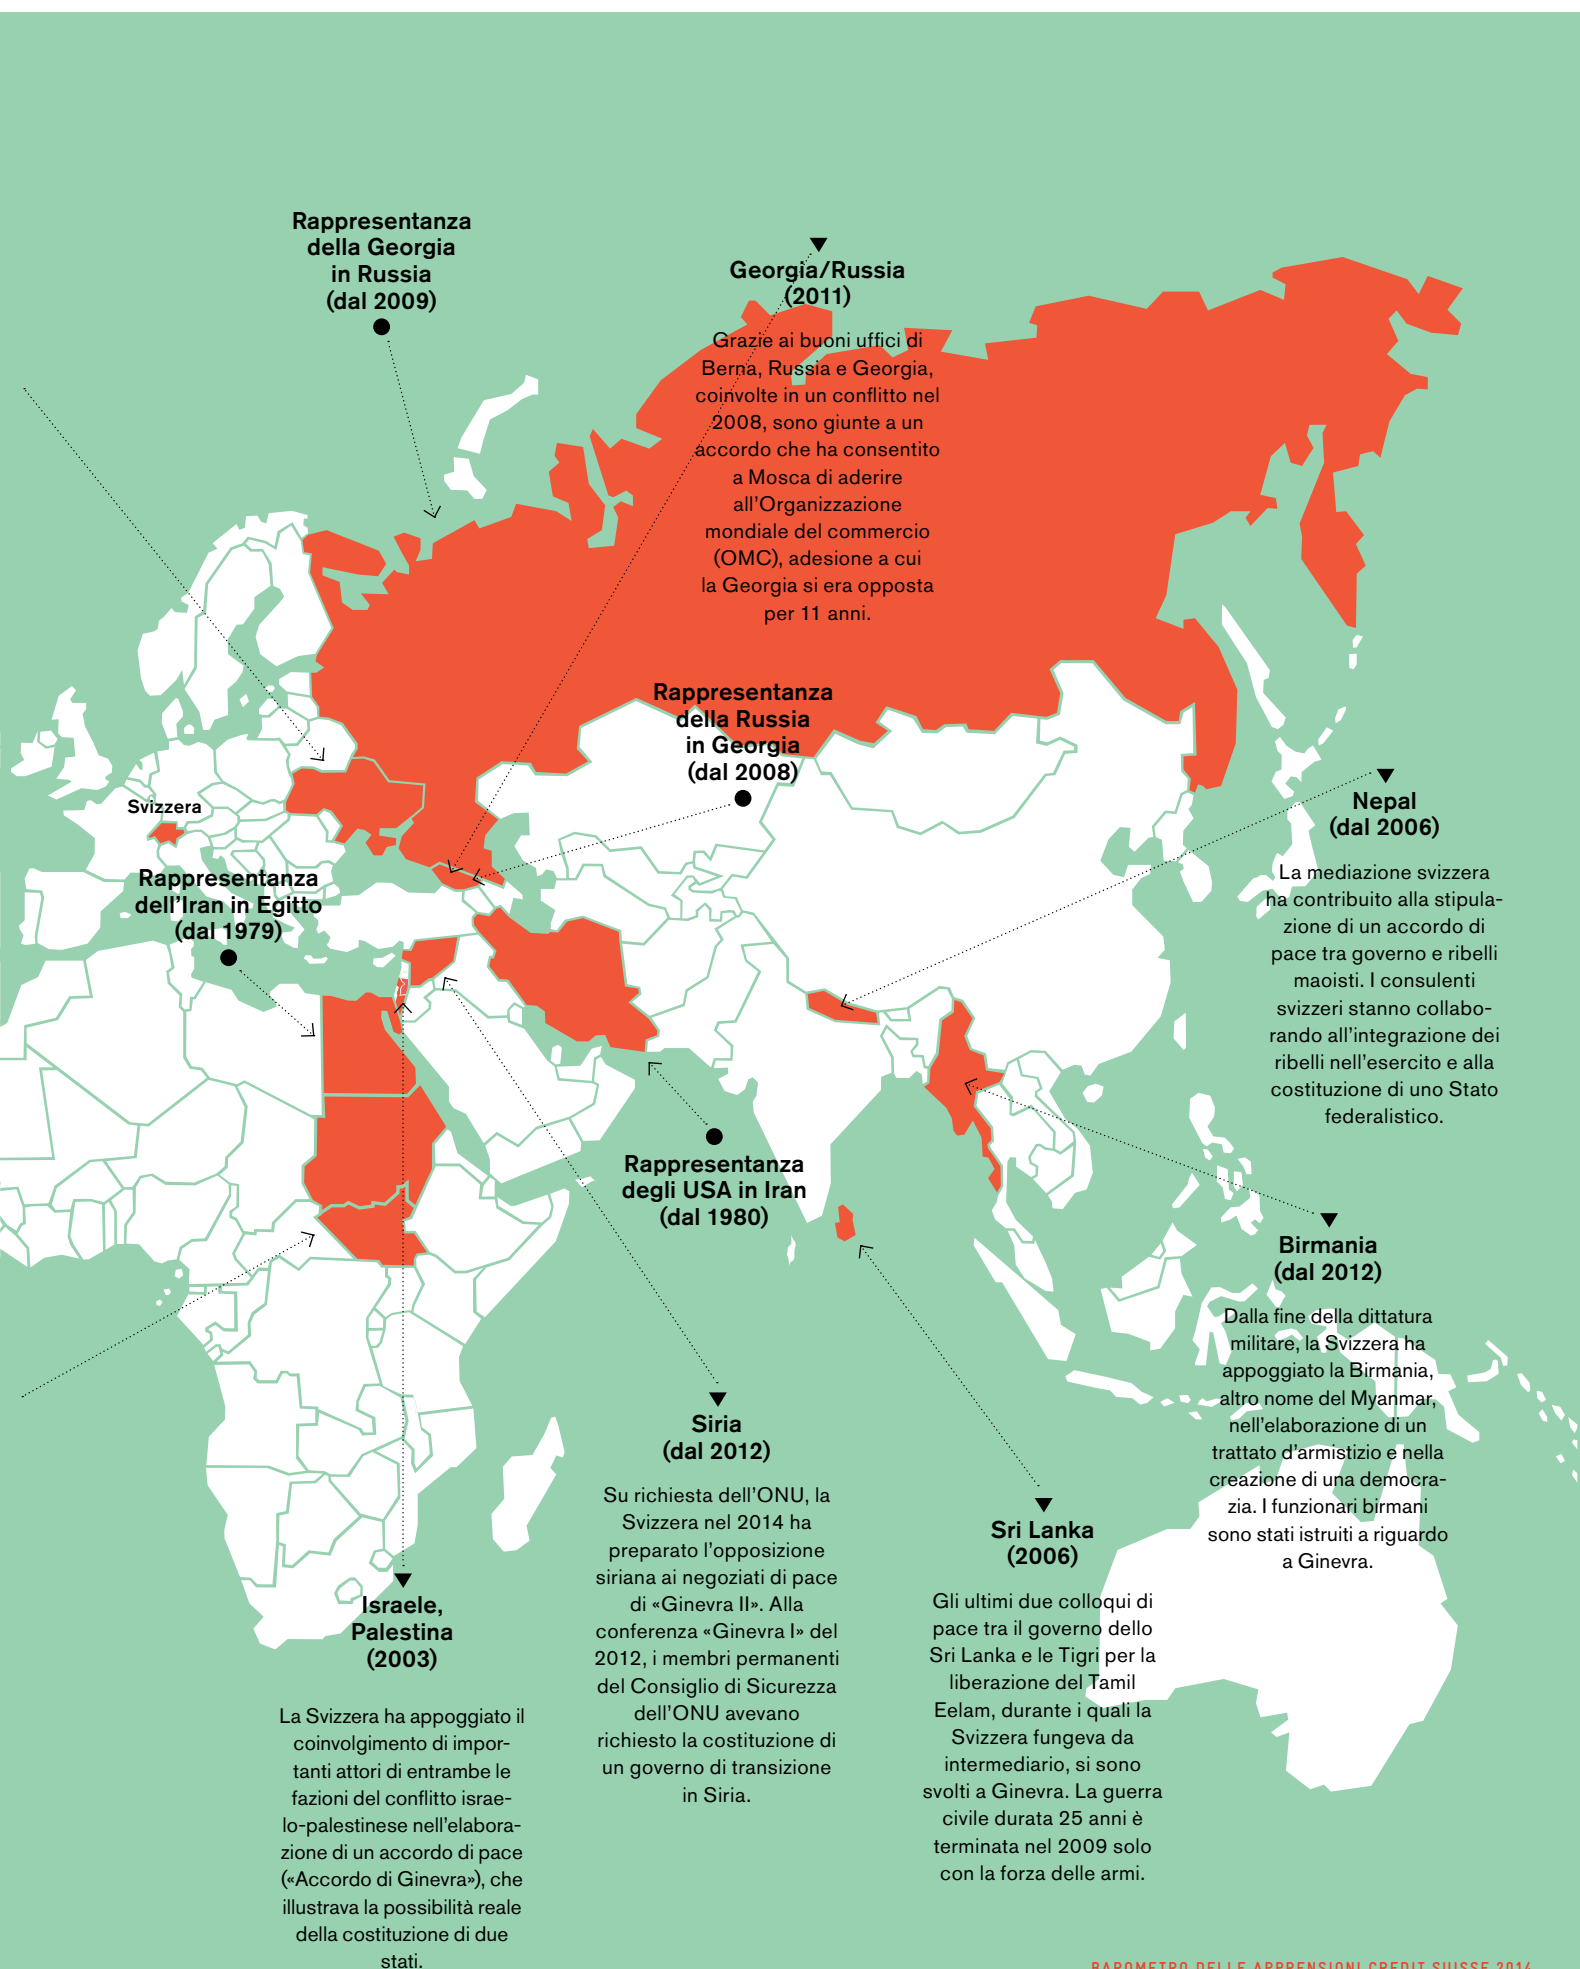 Rappresentanza
della Georgia
in Russia
(dal 2009)
Georgia/Russia
(2011)
Grazie ai buoni uffici di
Berna, Russia e Georgia,
coinvolte in un conflitto nel
2008, sono giunte a un
accordo che ha consentito
a Mosca di aderire
all'Organizzazione
mondiale del commercio
(OMC), adesione a cui
la Georgia si era opposta
per 11 anni.
Rappresentanza
della Russia
in Georgia
(dal 2008)
Svizzera
Rappresentanza
dell'Iran in Egitto
(dal 1979)
Nepal
(dal 2006)
La mediazione svizzera
ha contribuito alla stipula-
zione di un accordo di
pace tra governo e ribelli
maoisti. I consulenti
svizzeri stanno collabo-
rando all'integrazione dei
ribelli nell'esercito e alla
costituzione di uno Stato
federalistico.
Rappresentanza
degli USA in Iran
(dal 1980)
Birmania
(dal 2012)
Dalla fine della dittatura
militare, la Svizzera ha
appoggiato la Birmania,
altro nome del Myanmar,
nell'elaborazione di un
trattato d'armistizio e nella
creazione di una democra-
zia. I funzionari birmani
sono stati istruiti a riguardo
a Ginevra.
Siria
(dal 2012)
Su richiesta dell'ONU, la
Svizzera nel 2014 ha
preparato l'opposizione
siriana ai negoziati di pace
di «Ginevra II». Alla
conferenza «Ginevra I» del
2012, i membri permanenti
del Consiglio di Sicurezza
dell'ONU avevano
richiesto la costituzione di
un governo di transizione
in Siria.
Sri Lanka
(2006)
Gli ultimi due colloqui di
pace tra il governo dello
Sri Lanka e le Tigri per la
liberazione del Tamil
Eelam, durante i quali la
Svizzera fungeva da
intermediario, si sono
svolti a Ginevra. La guerra
civile durata 25 anni è
terminata nel 2009 solo
con la forza delle armi.
Israele,
Palestina
(2003)
La Svizzera ha appoggiato il
coinvolgimento di impor-
tanti attori di entrambe le
fazioni del conflitto israe-
lo-palestinese nell'elabora-
zione di un accordo di pace
(«Accordo di Ginevra»), che
illustrava la possibilità reale
della costituzione di due
stati.
BAROMETRO DELLE APPRENSIONI CREDIT SUISSE 2014